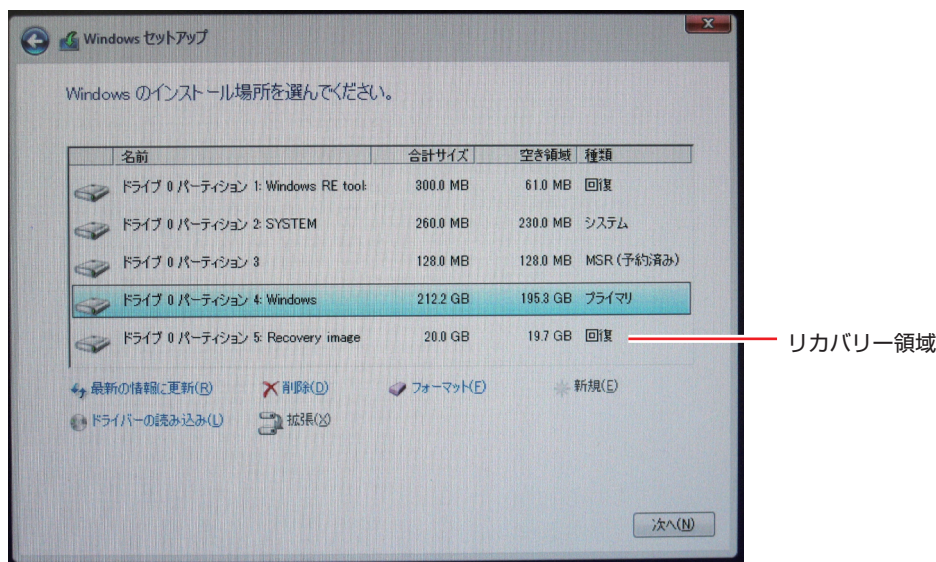 Windows セットアップ
Windows のインストール場所を選んでください。
名前 合計サイズ 空き領域 種類
ドライブ 0 パーティション 1: Windows RE tool: 300.0 MB 61.0 MB 回復
ドライブ 0 パーティション 2: SYSTEM 260.0 MB 230.0 MB システム
ドライブ 0 パーティション 3 128.0 MB 128.0 MB MSR (予約済み)
ドライブ 0 パーティション 4: Windows 212.2 GB 195.3 GB プライマリ
ドライブ 0 パーティション 5: Recovery image 20.0 GB 19.7 GB 回復
リカバリー領域
最新の情報に更新(R) 削除(D) フォーマット(F) 新規(E)
ドライバーの読み込み(L) 拡張(X)
次へ(N)